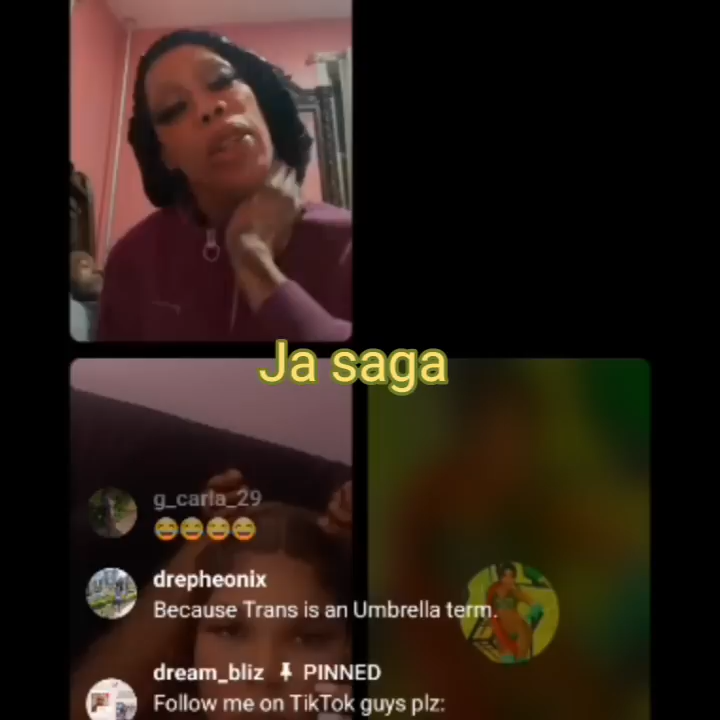 Ja saga
g_carla_29
😂😂😂😂
drepheonix
Because Trans is an Umbrella term.
dream_bliz 📌 PINNED
Follow me on TikTok guys plz: